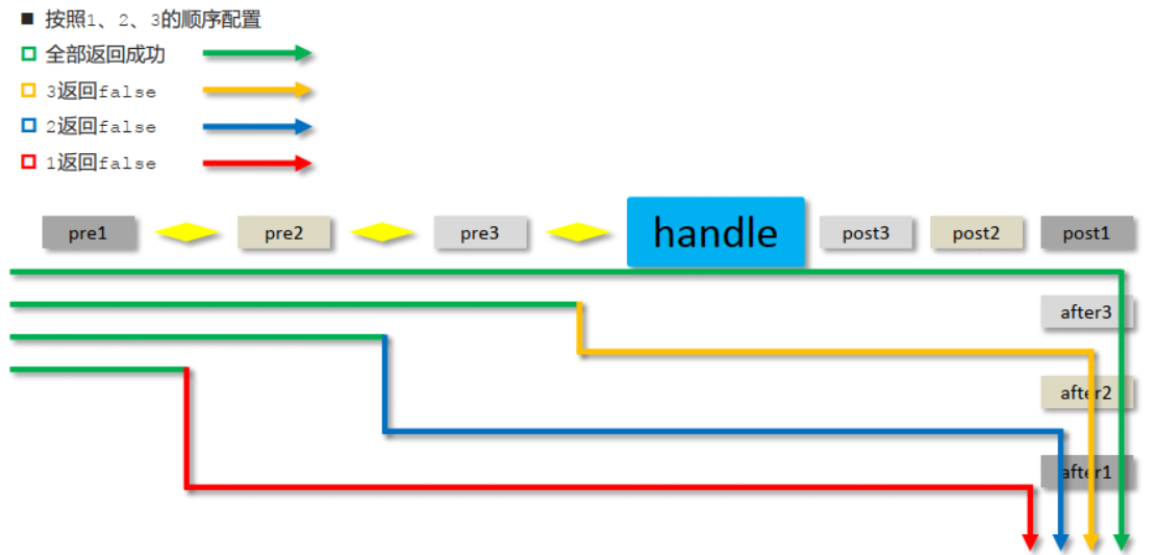 按照1、2、3的顺序配置
全部返回成功
3返回false
2返回false
1返回false
pre1 pre2 pre3 handle post3 post2 post1
after3
after2
after1